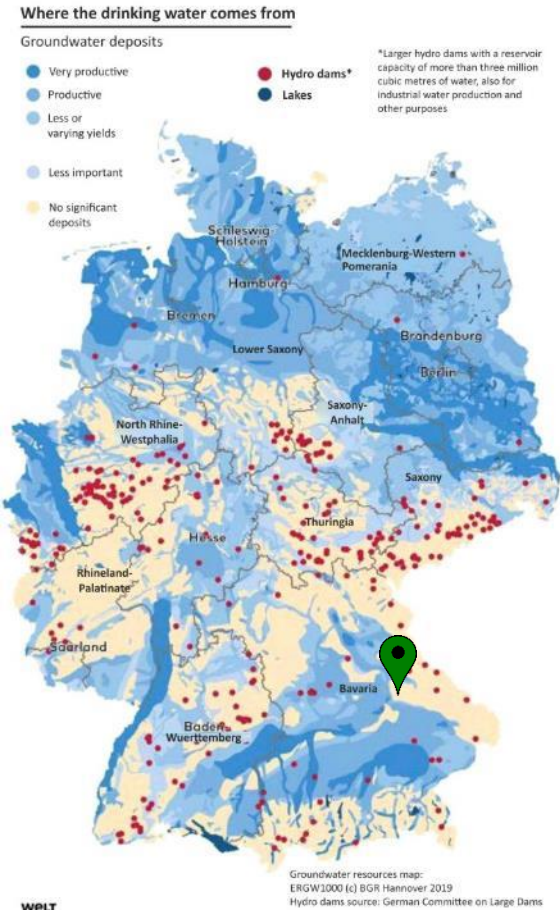 Where the drinking water comes from
Groundwater deposits
Very productive
Productive
Less or
varying yields
Less important
No significant
deposits
Hydro dams*
Lakes
*Larger hydro dams with a reservoir
capacity of more than three million
cubic metres of water, also for
industrial water production and
other purposes
Schleswig-
Holstein
Mecklenburg-Western
Pomerania
Hamburg
Bremen
Brandenburg
Lower Saxony
Berlin
Saxony-
Anhalt
North Rhine-
Westphalia
Saxony
Thuringia
Hesse
Rhineland-
Palatinate
Saarland
Bavaria
Baden-
Wuerttemberg
Groundwater resources map:
ERGW1000 (c) BGR Hannover 2019
Hydro dams source: German Committee on Large Dams
WELT